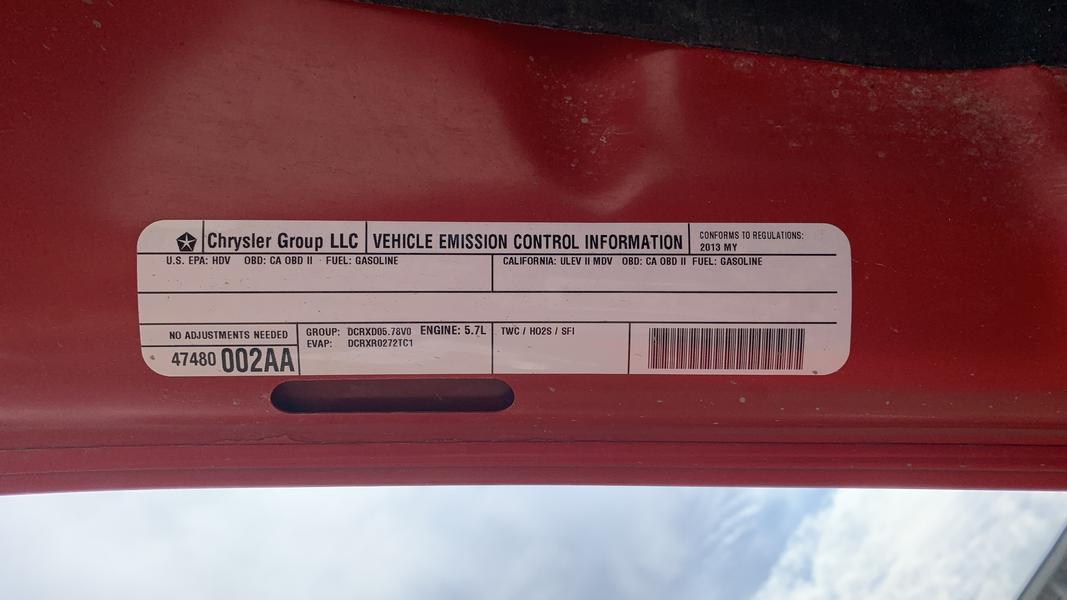 Chrysler Group LLC VEHICLE EMISSION CONTROL INFORMATION
CONFORMS TO REGULATIONS:
2013 MY
U.S. EPA: HDV OBD: CA OBD II FUEL: GASOLINE
CALIFORNIA: ULEV II MDV OBD: CA OBD II FUEL: GASOLINE
NO ADJUSTMENTS NEEDED
47480 002AA
GROUP: DCRXD05.78V0 ENGINE: 5.7L
EVAP: DCRXR0272TC1
TWC / HO2S / SFI